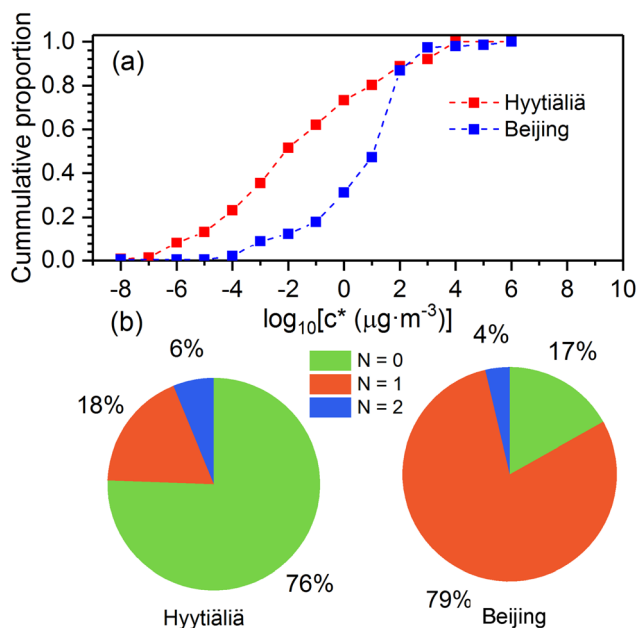 Cummulative proportion
1.0
0.8
0.6
0.4
0.2
0.0
(a)
Hyytiäliä
Beijing
-8 -6 -4 -2 0 2 4 6 8 10
log₁₀[c* (μg·m⁻³)]
(b)
N = 0
N = 1
N = 2
6%
18%
76%
Hyytiäliä
4%
17%
79%
Beijing